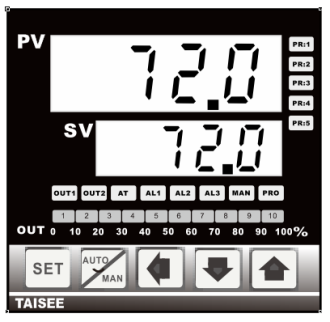 PV 72.0
PR:1
PR:2
PR:3
PR:4
PR:5
SV 72.0
OUT1 OUT2 AT AL1 AL2 AL3 MAN PRO
1 2 3 4 5 6 7 8 9 10
OUT 0 10 20 30 40 50 60 70 80 90 100%
SET AUTO MAN
TAISEE